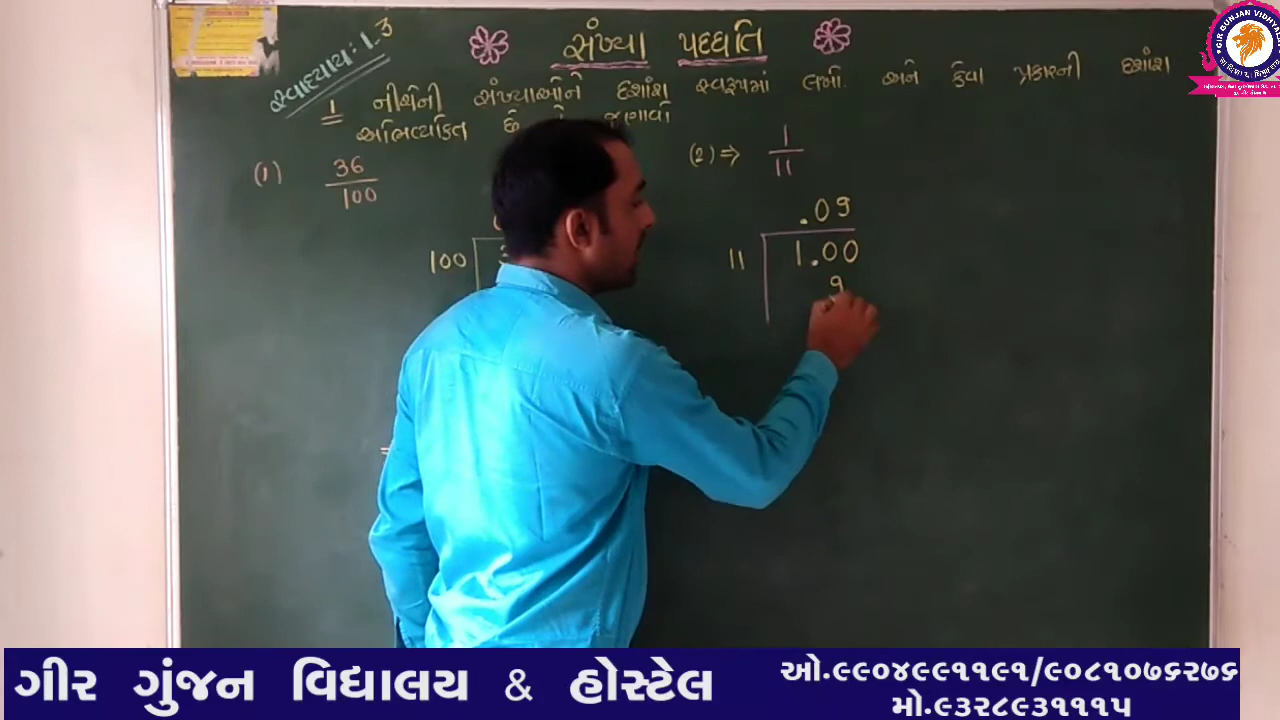 સ્વાધ્યાય: 1.3
સંખ્યા પદ્ધતિ
1 નીચેની સંખ્યાઓને દશાંશ સ્વરૂપમાં લખો. અને કેવા પ્રકારની દશાંશ
અભિવ્યક્તિ છે જણાવો
(1) 36/100
(2) ⇒ 1/11
.09
100
11 1.00
9
ગીર ગુંજન વિદ્યાલય & હોસ્ટેલ
ઓ.૯૯૦૪૯૯૧૧૯૧/૯૦૮૧૦૭૬૨૭૬
મો.૯૩૨૮૯૩૧૧૧૫